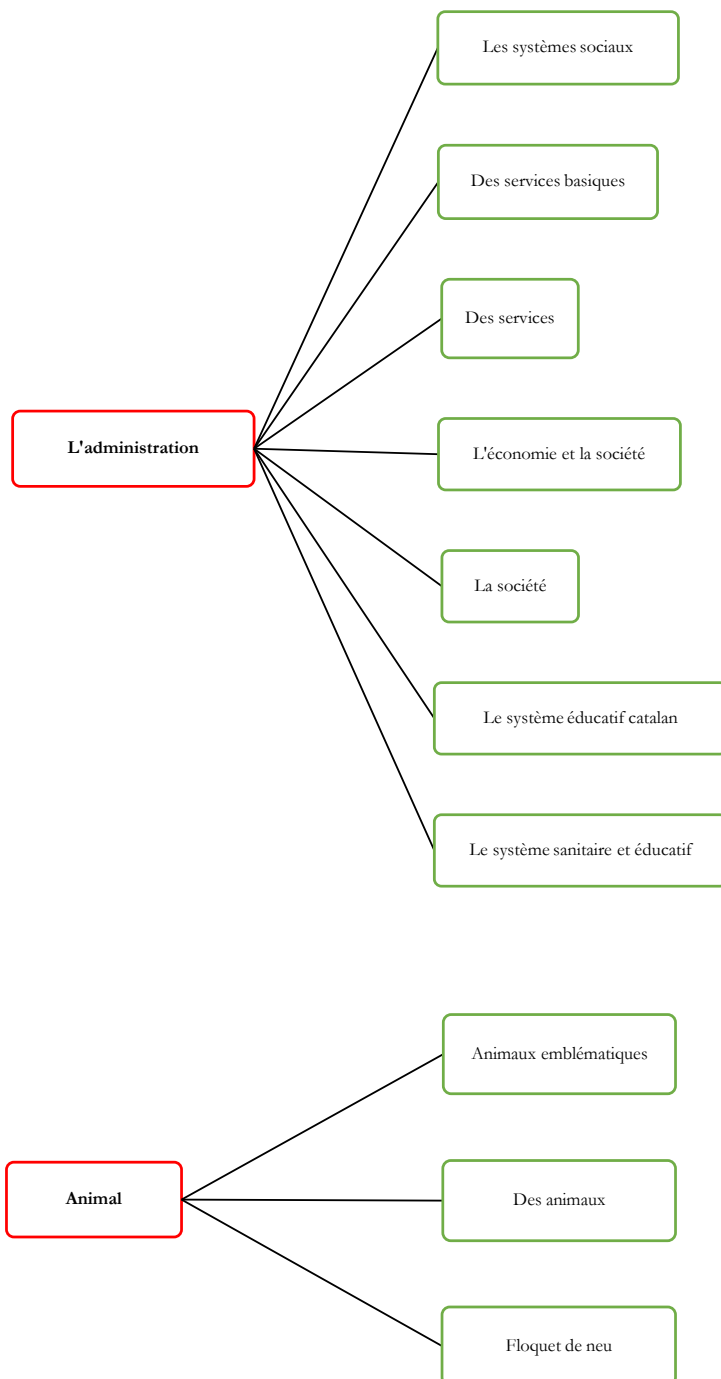 Les systèmes sociaux
Des services basiques
Des services
L'administration
L'économie et la société
La société
Le système éducatif catalan
Le système sanitaire et éducatif
Animaux emblématiques
Animal
Des animaux
Floquet de neu